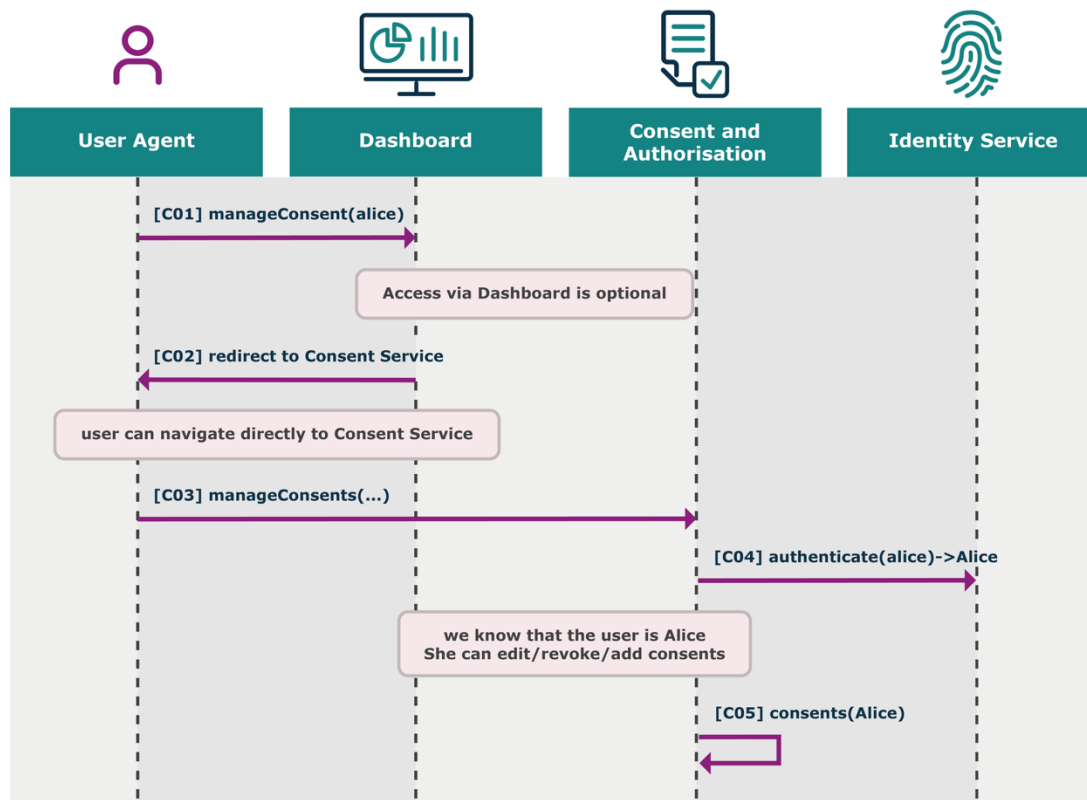 User Agent
Dashboard
Consent and
Authorisation
Identity Service
[C01] manageConsent(alice)
Access via Dashboard is optional
[C02] redirect to Consent Service
user can navigate directly to Consent Service
[C03] manageConsents(...)
[C04] authenticate(alice)->Alice
we know that the user is Alice
She can edit/revoke/add consents
[C05] consents(Alice)